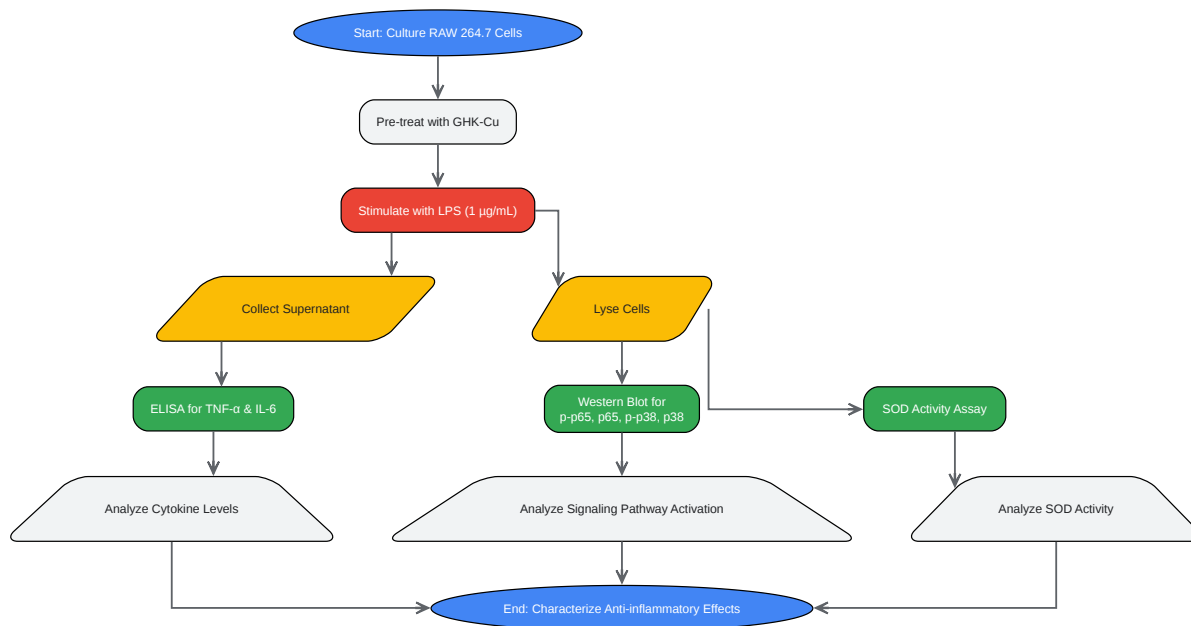 Start: Culture RAW 264.7 Cells
Pre-treat with GHK-Cu
Stimulate with LPS (1 µg/mL)
Collect Supernatant
Lyse Cells
ELISA for TNF-α & IL-6
Western Blot for
p-p65, p65, p-p38, p38
SOD Activity Assay
Analyze Cytokine Levels
Analyze Signaling Pathway Activation
Analyze SOD Activity
End: Characterize Anti-inflammatory Effects